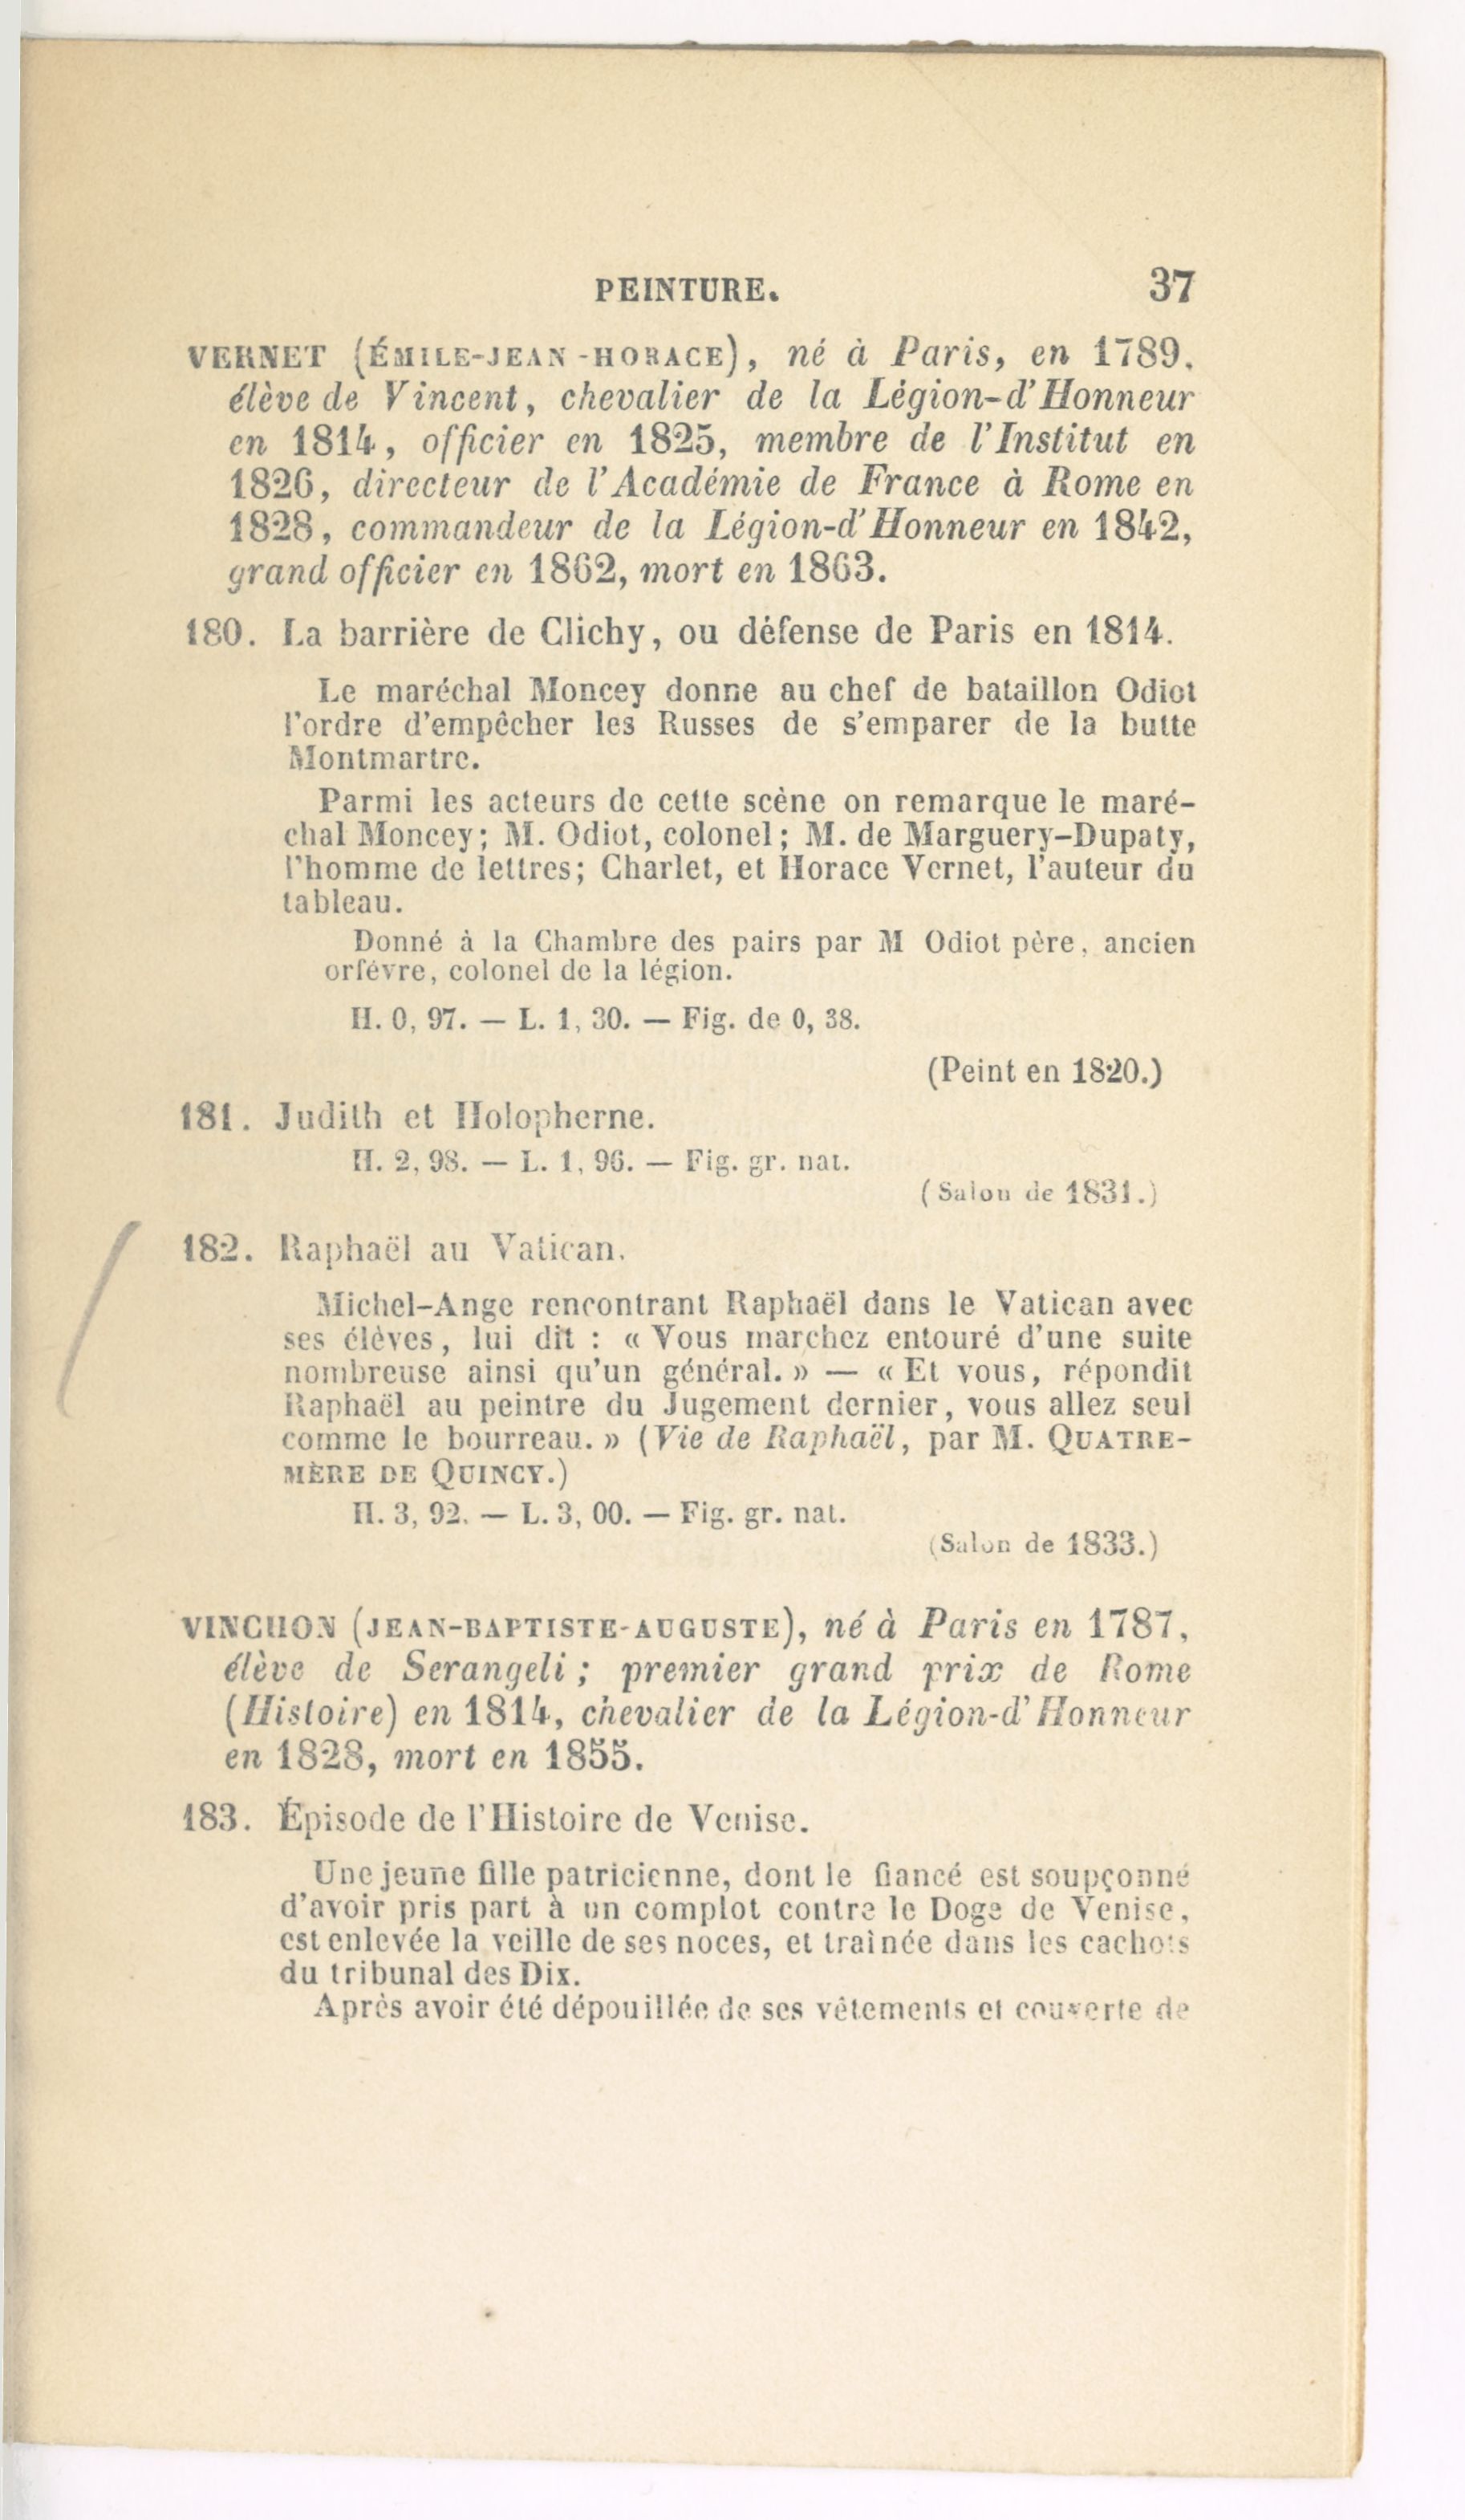 PEINTURE. 37
VERNET (ÉMILE-JEAN-HORACE), né à Paris, en 1789,
élève de Vincent, chevalier de la Légion-d'Honneur
en 1814, officier en 1825, membre de l'Institut en
1826, directeur de l'Académie de France à Rome en
1828, commandeur de la Légion-d'Honneur en 1842,
grand officier en 1862, mort en 1863.
180. La barrière de Clichy, ou défense de Paris en 1814.
Le maréchal Moncey donne au chef de bataillon Odiot
l'ordre d'empêcher les Russes de s'emparer de la butte
Montmartre.
Parmi les acteurs de cette scène on remarque le maré-
chal Moncey; M. Odiot, colonel; M. de Marguery-Dupaty,
l'homme de lettres; Charlet, et Horace Vernet, l'auteur du
tableau.
Donné à la Chambre des pairs par M Odiot père, ancien
orfévre, colonel de la légion.
H. 0, 97. — L. 1, 30. — Fig. de 0, 38.
(Peint en 1820.)
181. Judith et Holopherne.
H. 2, 98. — L. 1, 96. — Fig. gr. nat.
(Salon de 1831.)
182. Raphaël au Vatican.
Michel-Ange rencontrant Raphaël dans le Vatican avec
ses élèves, lui dit : « Vous marchez entouré d'une suite
nombreuse ainsi qu'un général. » — « Et vous, répondit
Raphaël au peintre du Jugement dernier, vous allez seul
comme le bourreau. » (Vie de Raphaël, par M. QUATRE-
MÈRE DE QUINCY.)
H. 3, 92. — L. 3, 00. — Fig. gr. nat.
(Salon de 1833.)
VINCHON (JEAN-BAPTISTE-AUGUSTE), né à Paris en 1787,
élève de Serangeli ; premier grand prix de Rome
(Histoire) en 1814, chevalier de la Légion-d'Honneur
en 1828, mort en 1855.
183. Épisode de l'Histoire de Venise.
Une jeune fille patricienne, dont le fiancé est soupçonné
d'avoir pris part à un complot contre le Doge de Venise,
est enlevée la veille de ses noces, et traînée dans les cachots
du tribunal des Dix.
Après avoir été dépouillée de ses vêtements et couverte de